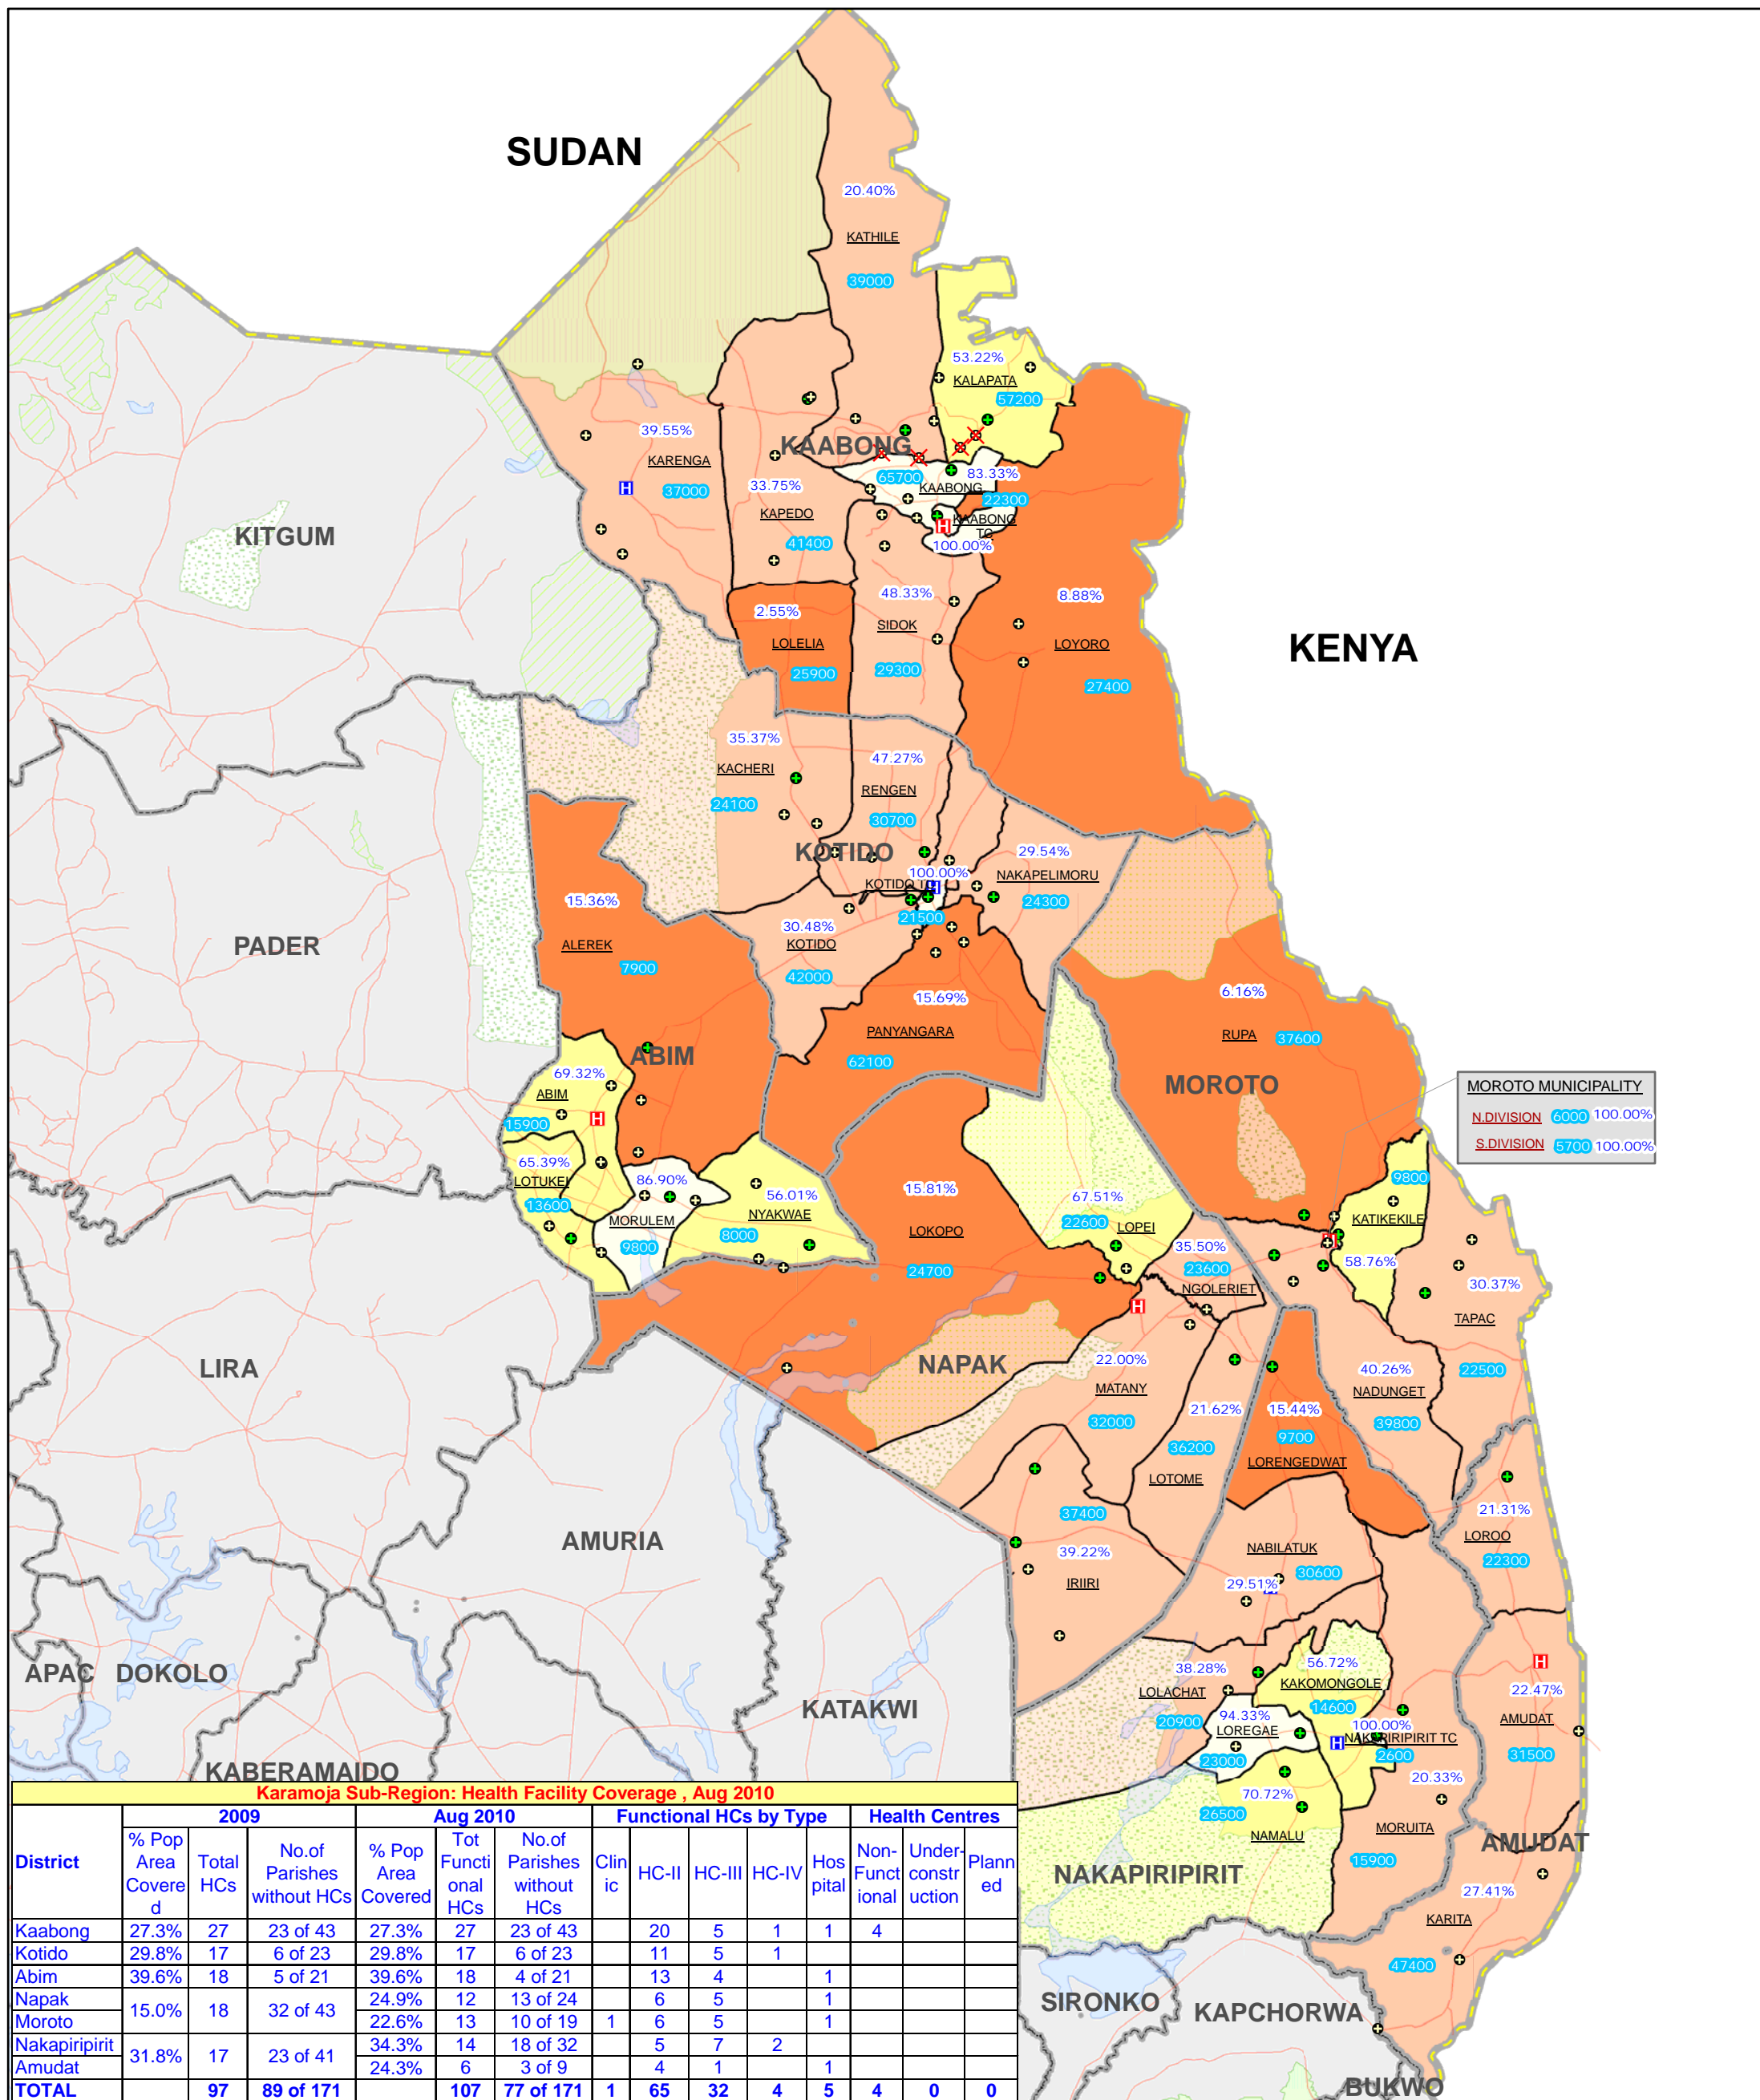 SUDAN
20.40%
KATHILE
39000
53.22%
KALAPATA
57200
39.55%
KARENGA
37000
KAABONG
33.75%
KAPEDO
41400
65700
83.33%
KAABONG
22300
KAABONG
TC
100.00%
KITGUM
2.55%
LOLELIA
25900
48.33%
SIDOK
29300
8.88%
LOYORO
27400
KENYA
35.37%
KACHERI
24100
47.27%
RENGEN
30700
KOTIDO
29.54%
NAKAPELIMORU
24300
100.00%
KOTIDO
21500
15.36%
ALEREK
7900
30.48%
KOTIDO
42000
PADER
15.69%
PANYANGARA
62100
6.16%
RUPA
37600
MOROTO
ABIM
69.32%
ABIM
15900
MOROTO MUNICIPALITY
N.DIVISION 6000 100.00%
S.DIVISION 5700 100.00%
65.39%
LOTUKEI
13600
86.90%
MORULEM
9800
56.01%
NYAKWAE
8000
15.81%
LOKOPO
24700
67.51%
22600
LOPEI
35.50%
23600
NGOLERIET
9800
KATIKEKILE
58.76%
30.37%
TAPAC
22500
LIRA
NAPAK
22.00%
MATANY
32000
21.62%
36200
LOTOME
15.44%
9700
LORENGEDWAT
40.26%
NADUNGET
39800
21.31%
LOROO
22300
AMURIA
37400
39.22%
IRIIRI
NABILATUK
30600
29.51%
APAC
DOKOLO
KATAKWI
38.28%
LOLACHAT
20900
56.72%
KAKOMONGOLE
14600
94.33%
LOREGAE
23000
100.00%
NAKAPIRIPIRIT TC
2600
22.47%
AMUDAT
31500
KABERAMAIDO
70.72%
26500
NAMALU
20.33%
MORUITA
15900
AMUDAT
NAKAPIRIPIRIT
27.41%
KARITA
47400
SIRONKO
KAPCHORWA
BUKWO
Karamoja Sub-Region: Health Facility Coverage , Aug 2010
2009 Aug 2010 Functional HCs by Type Health Centres
District % Pop Area Covere d Total HCs No.of Parishes without HCs % Pop Area Covered Tot Functi onal HCs No.of Parishes without HCs Clin ic HC-II HC-III HC-IV Hos pital Non- Funct ional Under- constr uction Plann ed
Kaabong 27.3% 27 23 of 43 27.3% 27 23 of 43 20 5 1 1 4
Kotido 29.8% 17 6 of 23 29.8% 17 6 of 23 11 5 1
Abim 39.6% 18 5 of 21 39.6% 18 4 of 21 13 4 1
Napak 15.0% 18 32 of 43 24.9% 12 13 of 24 6 5 1
Moroto 22.6% 13 10 of 19 1 6 5 1
Nakapiripirit 31.8% 17 23 of 41 34.3% 14 18 of 32 5 7 2
Amudat 24.3% 6 3 of 9 4 1 1
TOTAL 97 89 of 171 107 77 of 171 1 65 32 4 5 4 0 0